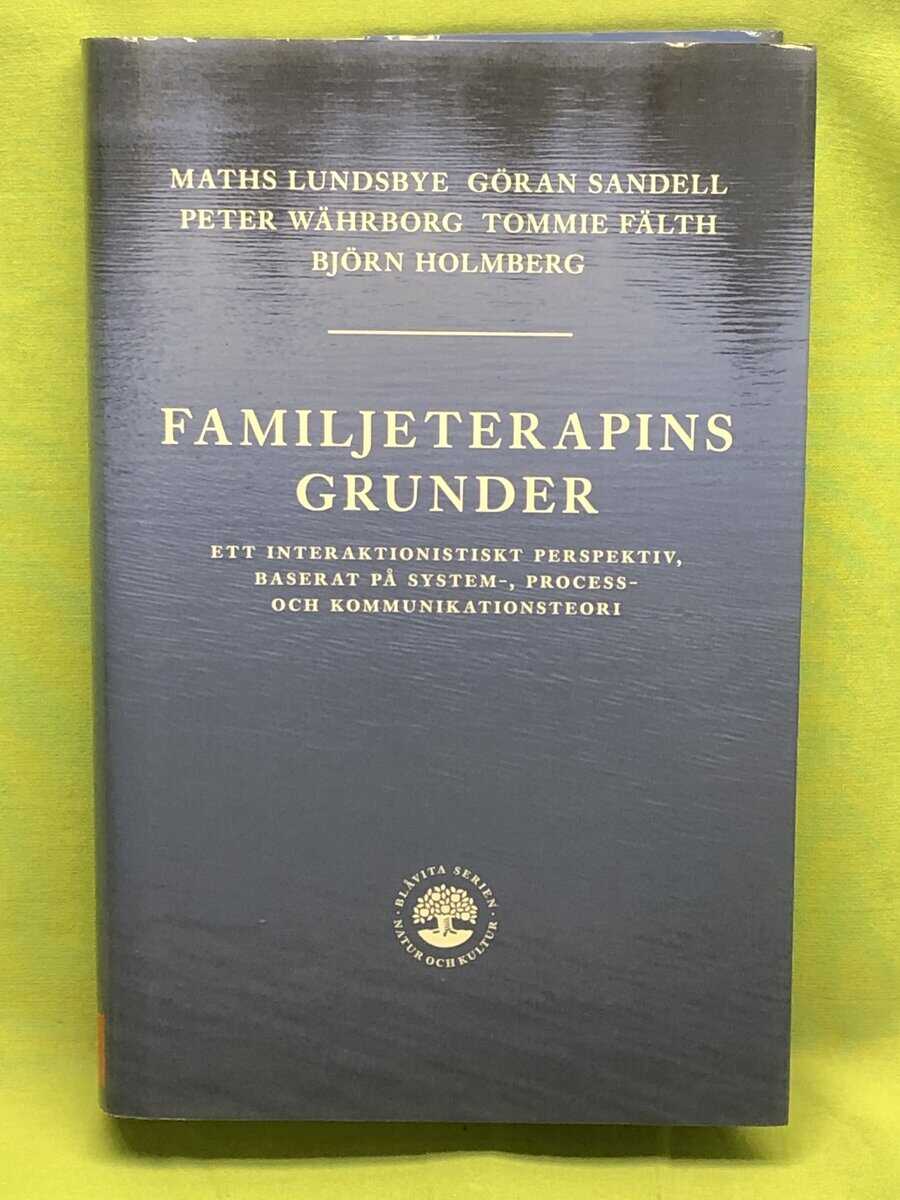 MATHS LUNDSBYE GÖRAN SANDELL
PETER WÄHRBORG TOMMIE FÄLTH
BJÖRN HOLMBERG
FAMILJETERAPINS
GRUNDER
ETT INTERAKTIONISTISKT PERSPEKTIV,
BASERAT PÅ SYSTEM-, PROCESS-
OCH KOMMUNIKATIONSTEORI
· BLÅVITA SERIEN ·
NATUR OCH KULTUR